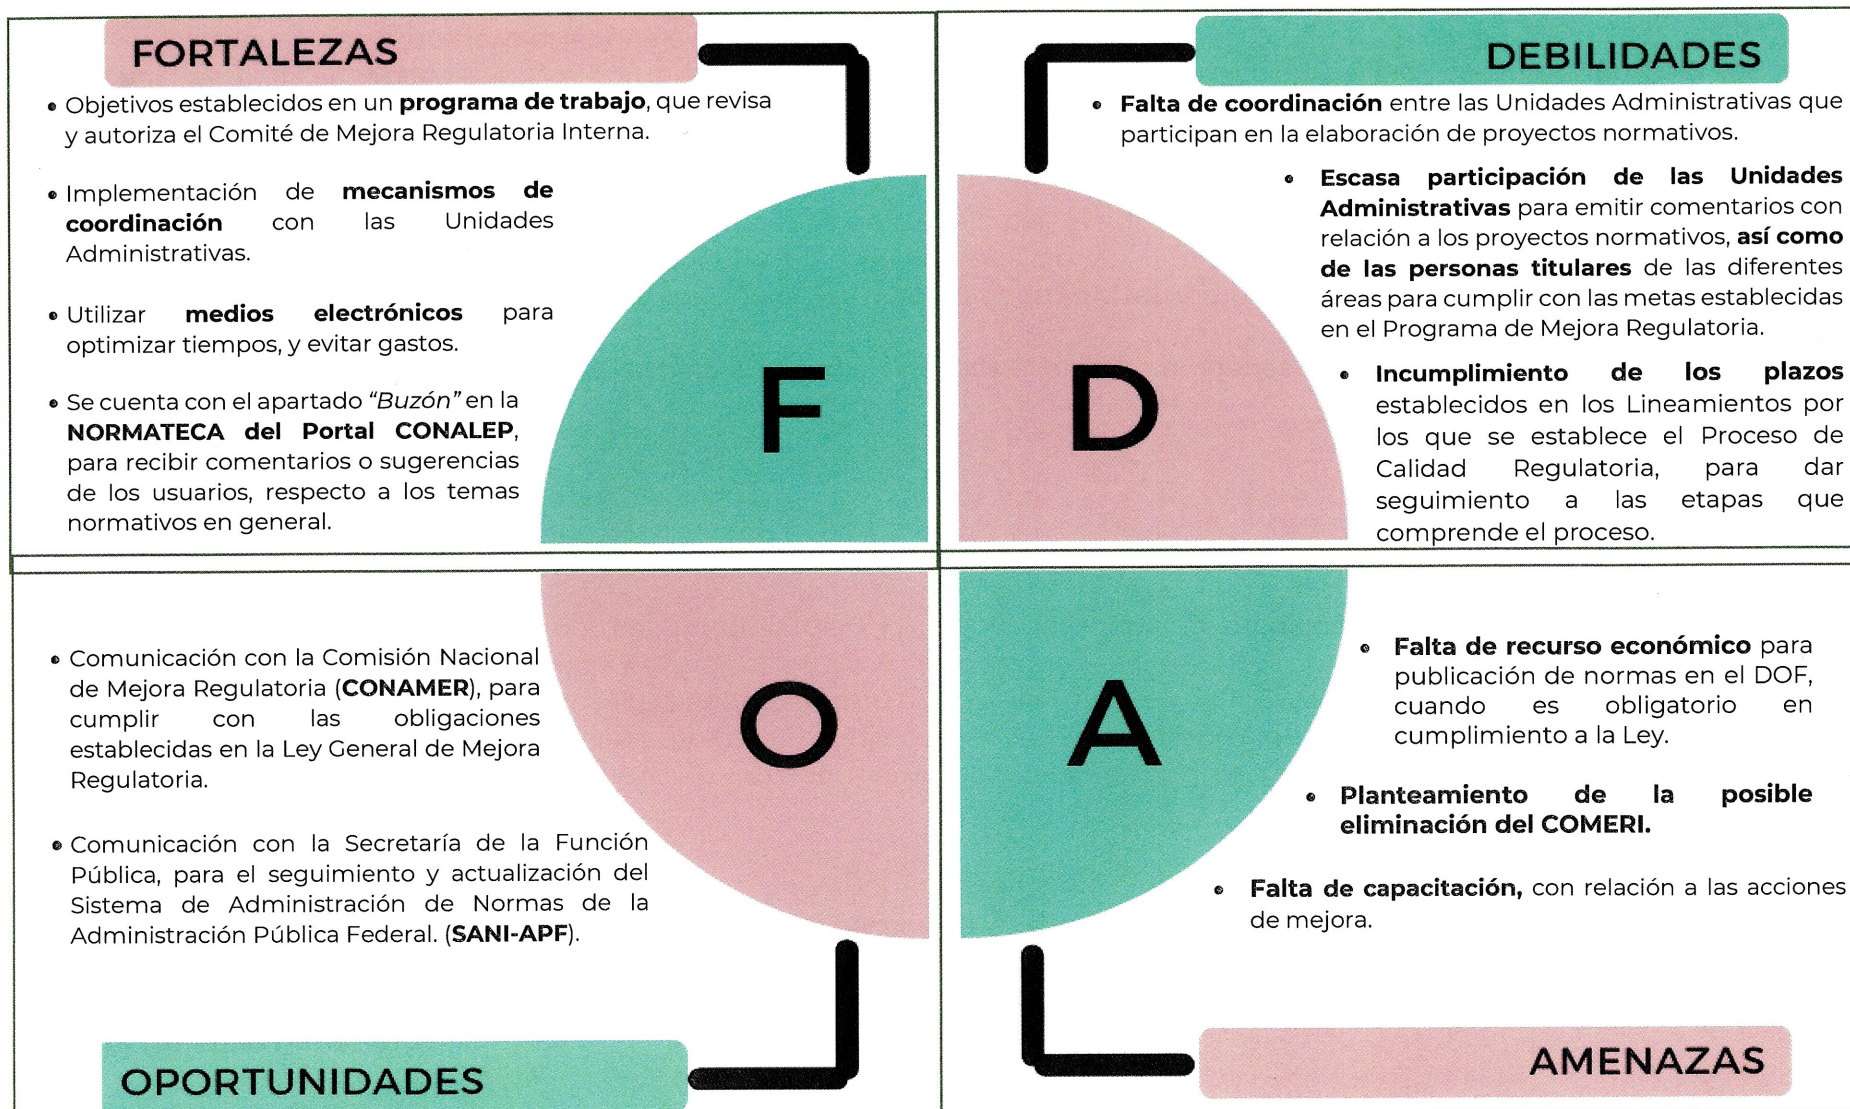 FORTALEZAS
• Objetivos establecidos en un programa de trabajo, que revisa
y autoriza el Comité de Mejora Regulatoria Interna.
• Implementación de mecanismos de
coordinación con las Unidades
Administrativas.
• Utilizar medios electrónicos para
optimizar tiempos, y evitar gastos.
• Se cuenta con el apartado “Buzón” en la
NORMATECA del Portal CONALEP,
para recibir comentarios o sugerencias
de los usuarios, respecto a los temas
normativos en general.
F
DEBILIDADES
• Falta de coordinación entre las Unidades Administrativas que
participan en la elaboración de proyectos normativos.
• Escasa participación de las Unidades
Administrativas para emitir comentarios con
relación a los proyectos normativos, así como
de las personas titulares de las diferentes
áreas para cumplir con las metas establecidas
en el Programa de Mejora Regulatoria.
• Incumplimiento de los plazos
establecidos en los Lineamientos por
los que se establece el Proceso de
Calidad Regulatoria, para dar
seguimiento a las etapas que
comprende el proceso.
D
• Comunicación con la Comisión Nacional
de Mejora Regulatoria (CONAMER), para
cumplir con las obligaciones
establecidas en la Ley General de Mejora
Regulatoria.
• Comunicación con la Secretaría de la Función
Pública, para el seguimiento y actualización del
Sistema de Administración de Normas de la
Administración Pública Federal. (SANI-APF).
O
OPORTUNIDADES
A
• Falta de recurso económico para
publicación de normas en el DOF,
cuando es obligatorio en
cumplimiento a la Ley.
• Planteamiento de la posible
eliminación del COMERI.
• Falta de capacitación, con relación a las acciones
de mejora.
AMENAZAS